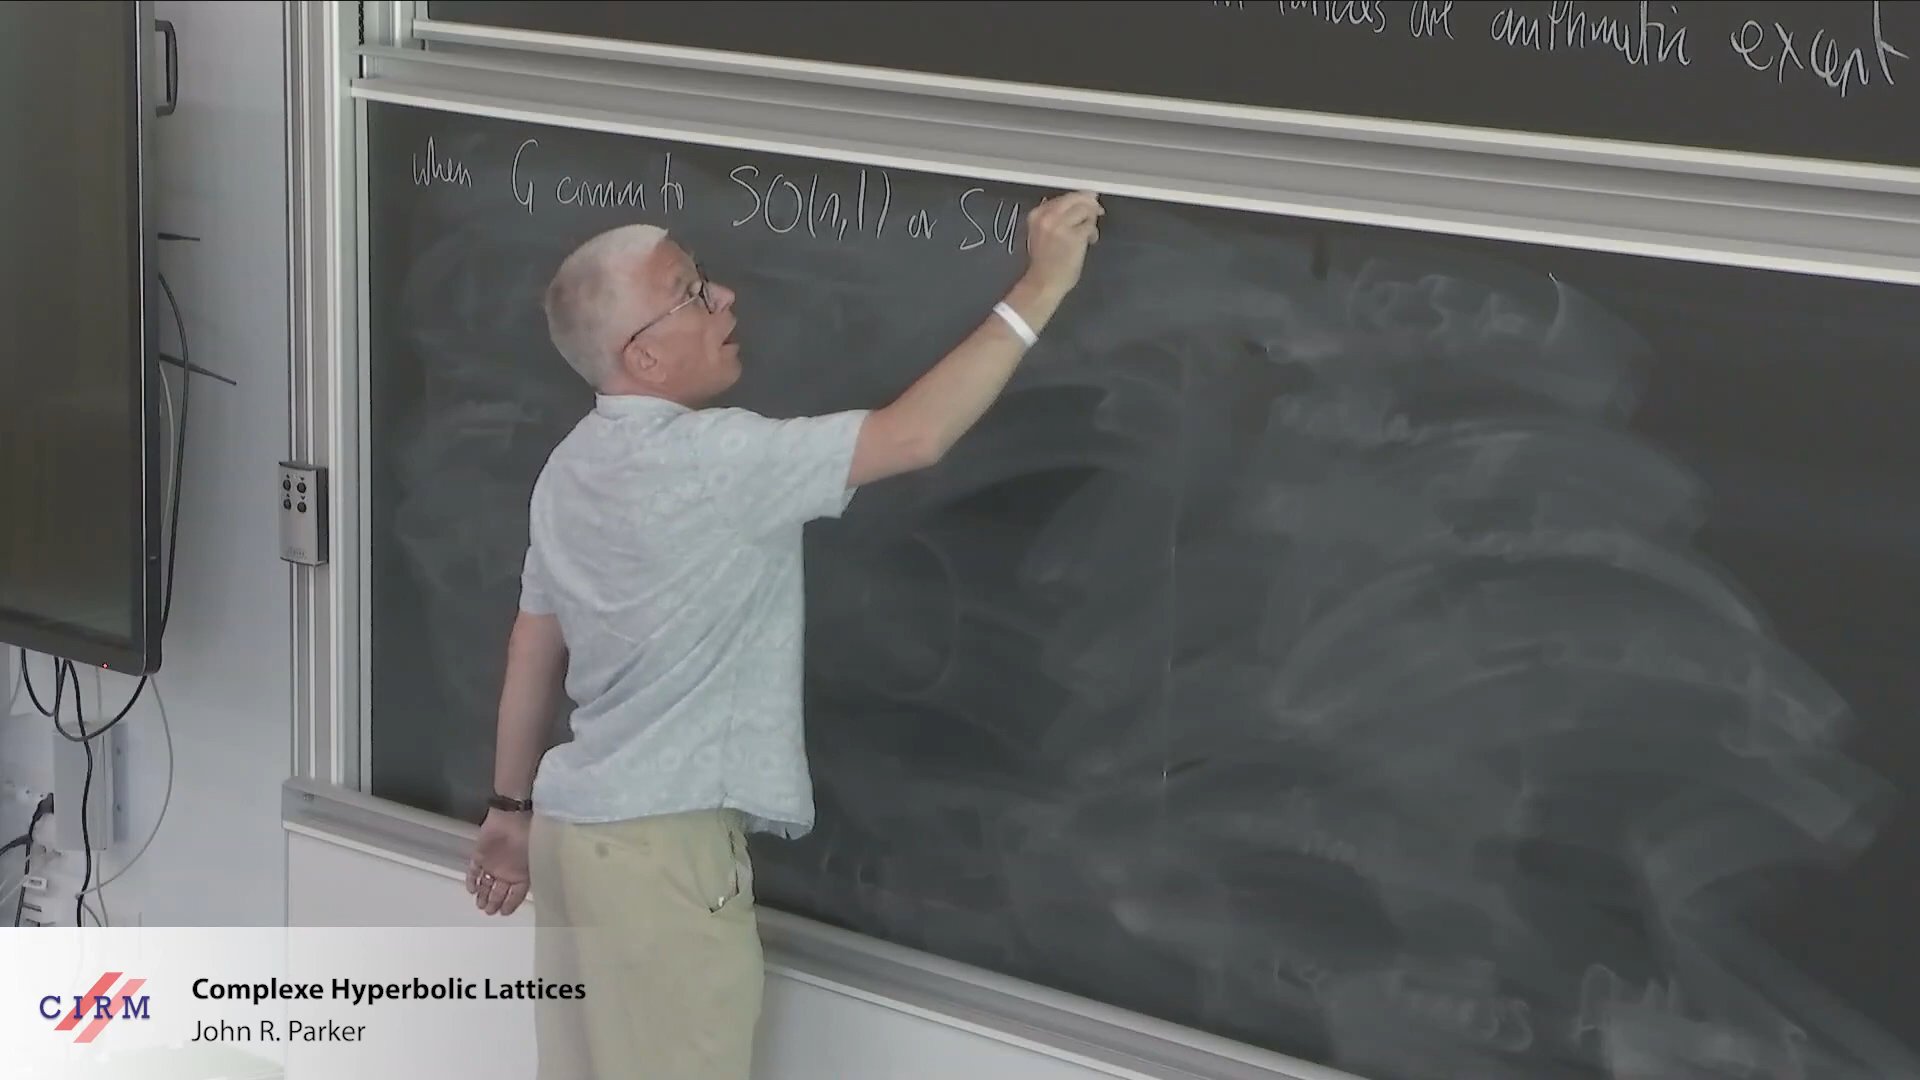 are arithmetic except
when G comm to SO(n,1) or SU
CIRM
Complexe Hyperbolic Lattices
John R. Parker